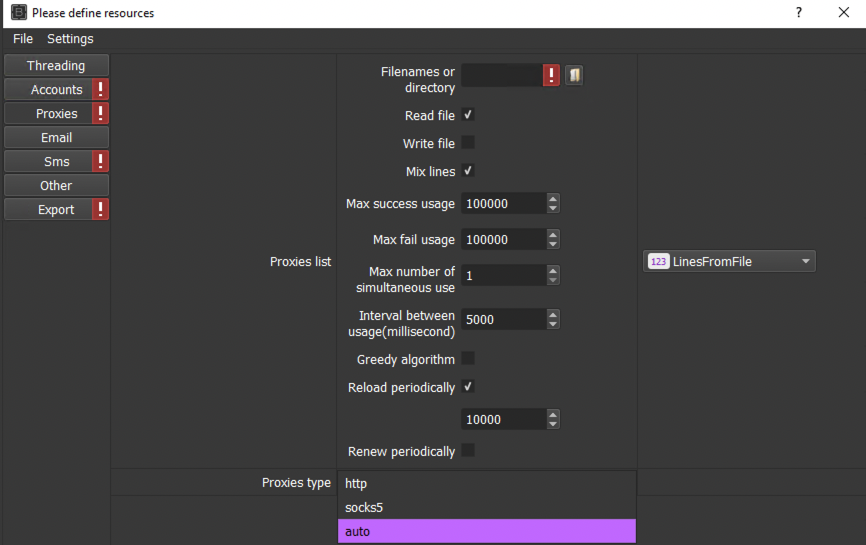 Please define resources
?
File Settings
Threading
Accounts !
Proxies !
Email
Sms !
Other
Export !
Filenames or
directory
!
Read file
Write file
Mix lines
Max success usage 100000
Max fail usage 100000
Proxies list
Max number of
simultaneous use
1
123 LinesFromFile
Interval between
usage(millisecond)
5000
Greedy algorithm
Reload periodically
10000
Renew periodically
Proxies type
http
socks5
auto